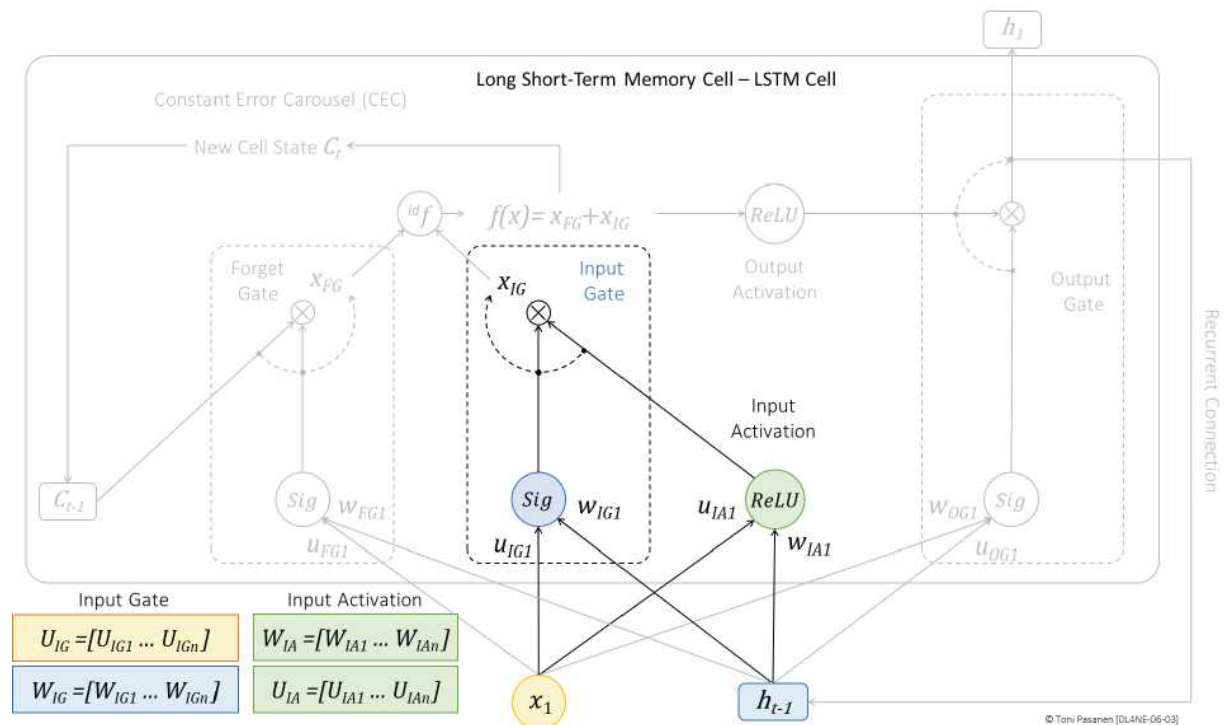 h1
Long Short-Term Memory Cell – LSTM Cell
Constant Error Carousel (CEC)
New Cell State Ct
id f
f(x)= xFG+xIG
ReLU
Forget
Gate
xFG
xIG
Input
Gate
Output
Activation
Output
Gate
Recurrent Connection
Input
Activation
Ct-1
Sig
wFG1
uFG1
Sig
wIG1
uIG1
uIA1
ReLU
wIA1
wOG1
Sig
uOG1
Input Gate
Input Activation
UIG =[UIG1 ... UIGn]
WIA =[WIA1 ... WIAn]
WIG =[WIG1 ... WIGn]
UIA =[UIA1 ... UIAn]
x1
ht-1
© Toni Pasanen [DL4NE-06-03]